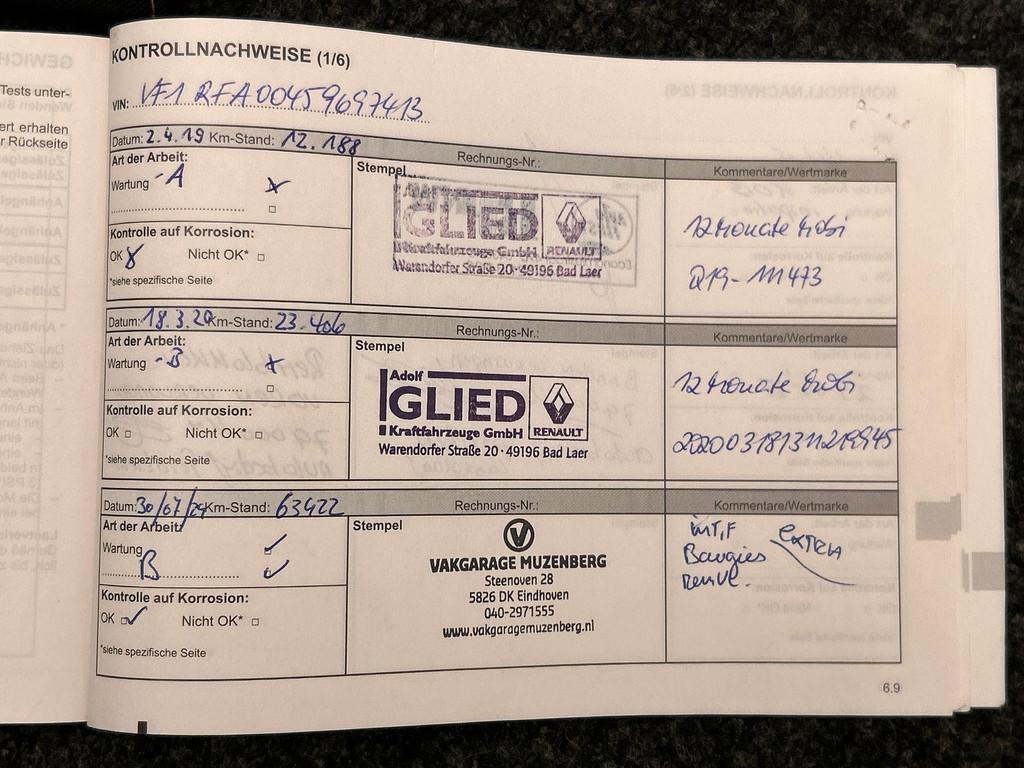 Tests unter-
ert erhalten
r Rückseite
KONTROLLNACHWEISE (1/6)
VIN: VF1 RFA00459697413
Datum: 2.4.19 Km-Stand: 12.188
Rechnungs-Nr.:
Kommentare/Wertmarke
Art der Arbeit:
Wartung - A x
Kontrolle auf Korrosion:
OK x Nicht OK*
*siehe spezifische Seite
Stempel
GLIED
Kraftfahrzeuge GmbH RENAULT
Warendorfer Straße 20·49196 Bad Laer
12 Monate Mobi
Q19-111473
Datum: 18.3.20 Km-Stand: 23.406
Rechnungs-Nr.:
Kommentare/Wertmarke
Art der Arbeit:
Wartung - B x
Kontrolle auf Korrosion:
OK Nicht OK*
*siehe spezifische Seite
Stempel
Adolf
GLIED
Kraftfahrzeuge GmbH RENAULT
Warendorfer Straße 20·49196 Bad Laer
12 Monate Mobi
Datum: 30/07/24 Km-Stand: 63422
Rechnungs-Nr.:
Kommentare/Wertmarke
Art der Arbeit:
Wartung ✓
B ✓
Kontrolle auf Korrosion:
OK ✓ Nicht OK*
*siehe spezifische Seite
Stempel
VAKGARAGE MUZENBERG
Steenoven 28
5826 DK Eindhoven
040-2971555
www.vakgaragemuzenberg.nl
INT,F extra
Bougies
6.9